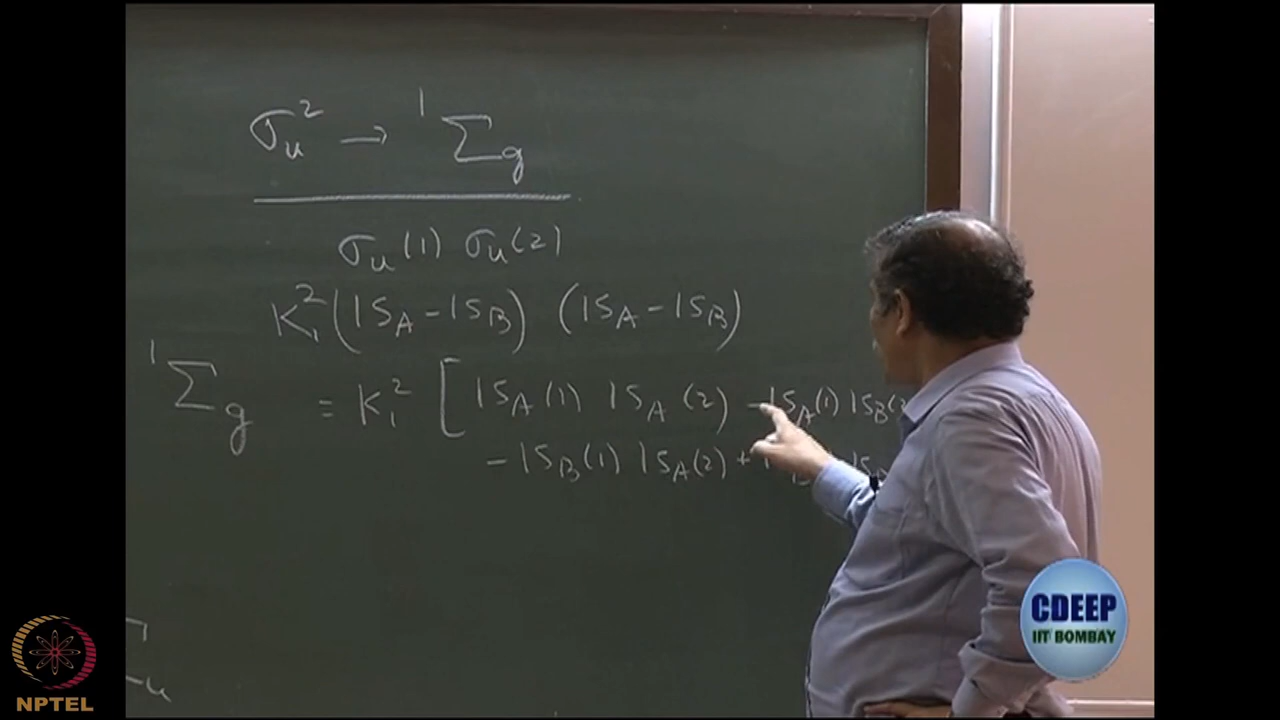 σu² → ¹Σg
σu(1) σu(2)
K₁²(1SA − 1SB) (1SA − 1SB)
¹Σg = K₁² [ 1SA(1) 1SA(2) − 1SA(1) 1SB(
− 1SB(1) 1SA(2) +
u
CDEEP
IIT BOMBAY
NPTEL